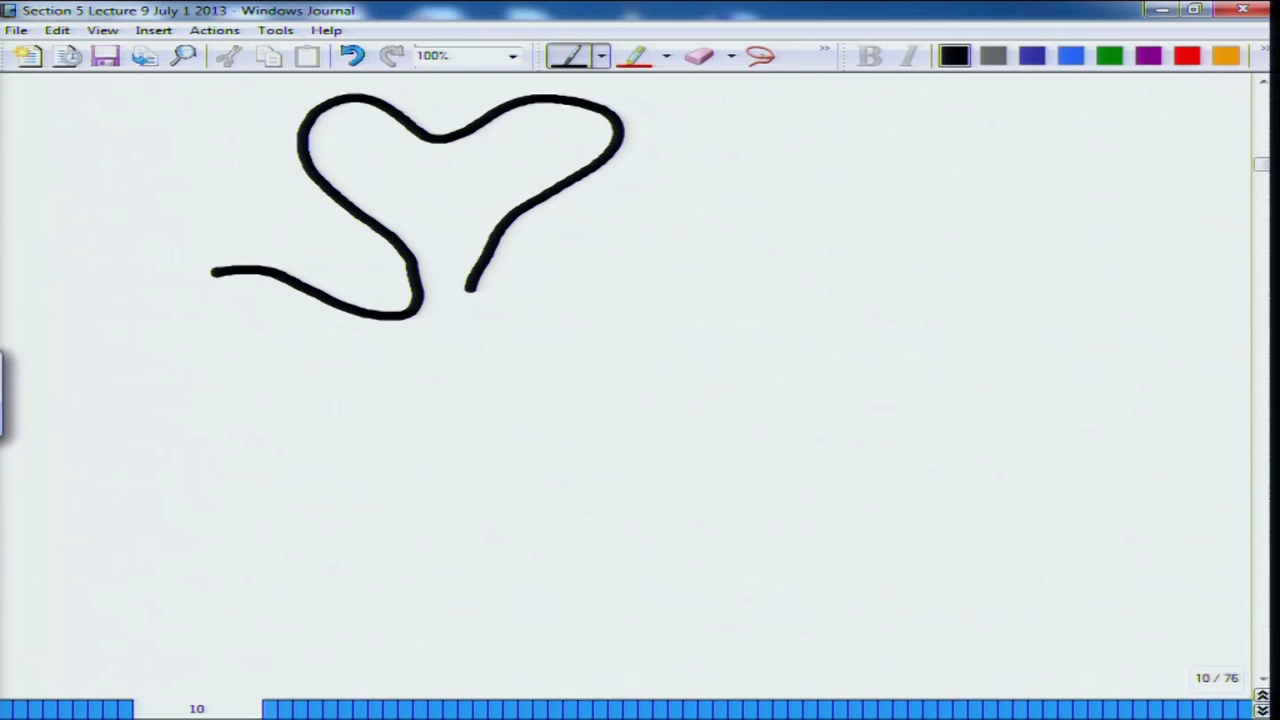 Section 5 Lecture 9 July 1 2013 - Windows Journal
File Edit View Insert Actions Tools Help
100% B I
10 / 76
10